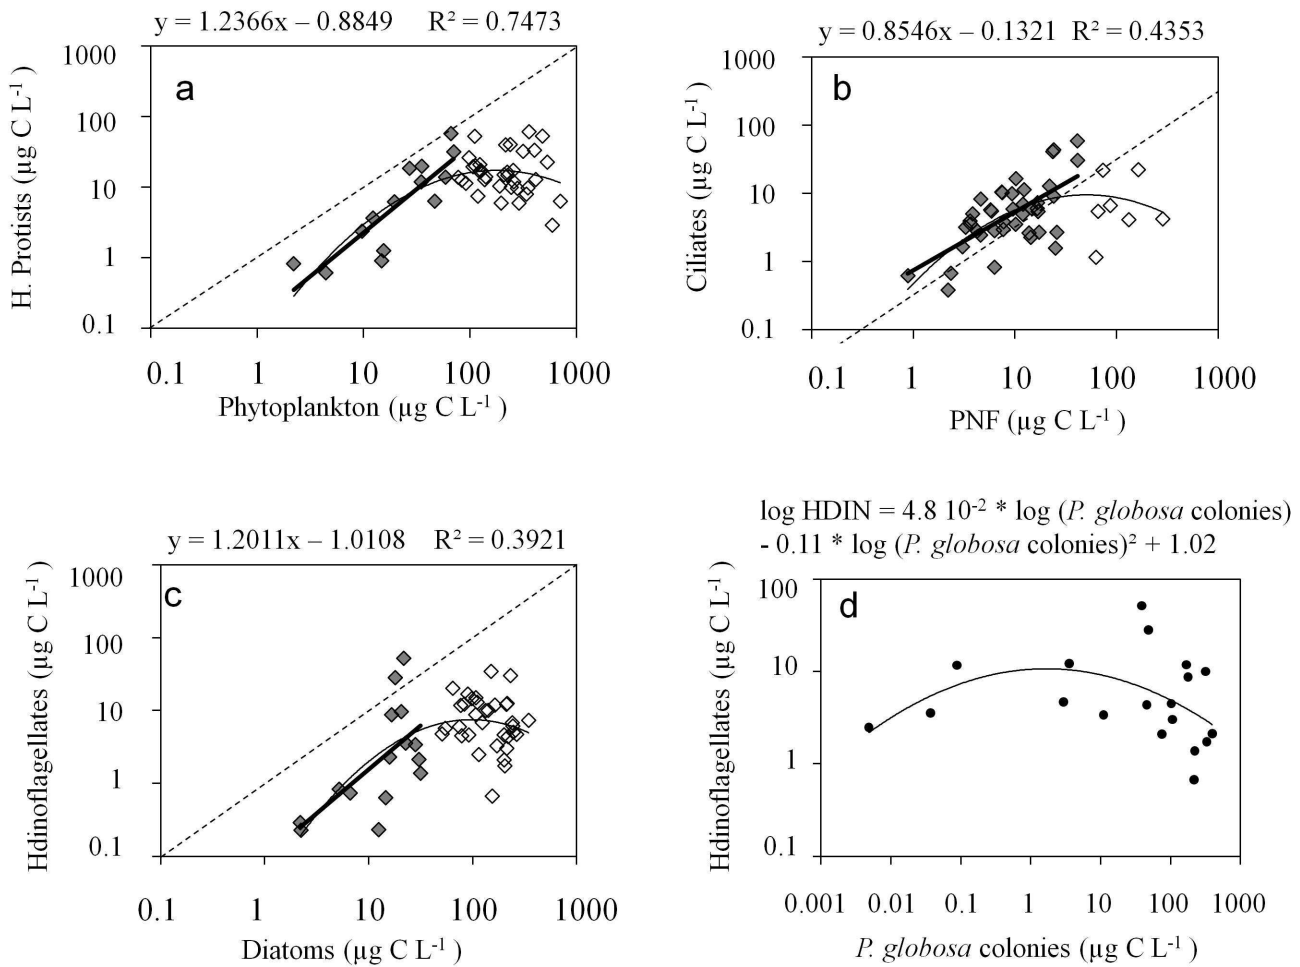 y = 1.2366x – 0.8849 R² = 0.7473
1000
100
10
1
0.1
a
H. Protists (µg C L⁻¹ )
0.1 1 10 100 1000
Phytoplankton (µg C L⁻¹ )
y = 0.8546x – 0.1321 R² = 0.4353
1000
100
10
1
0.1
b
Ciliates (µg C L⁻¹ )
0.1 1 10 100 1000
PNF (µg C L⁻¹ )
y = 1.2011x – 1.0108 R² = 0.3921
1000
100
10
1
0.1
c
Hdinoflagellates (µg C L⁻¹ )
0.1 1 10 100 1000
Diatoms (µg C L⁻¹ )
log HDIN = 4.8 10⁻² * log (P. globosa colonies)
- 0.11 * log (P. globosa colonies)² + 1.02
100
10
1
0.1
d
Hdinoflagellates (µg C L⁻¹ )
0.001 0.01 0.1 1 10 100 1000
P. globosa colonies (µg C L⁻¹ )